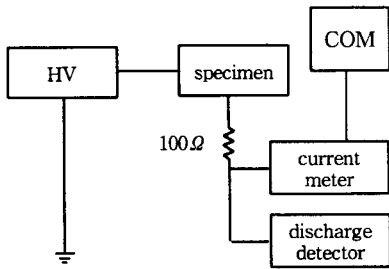 COM
HV
specimen
100Ω
current
meter
discharge
detector